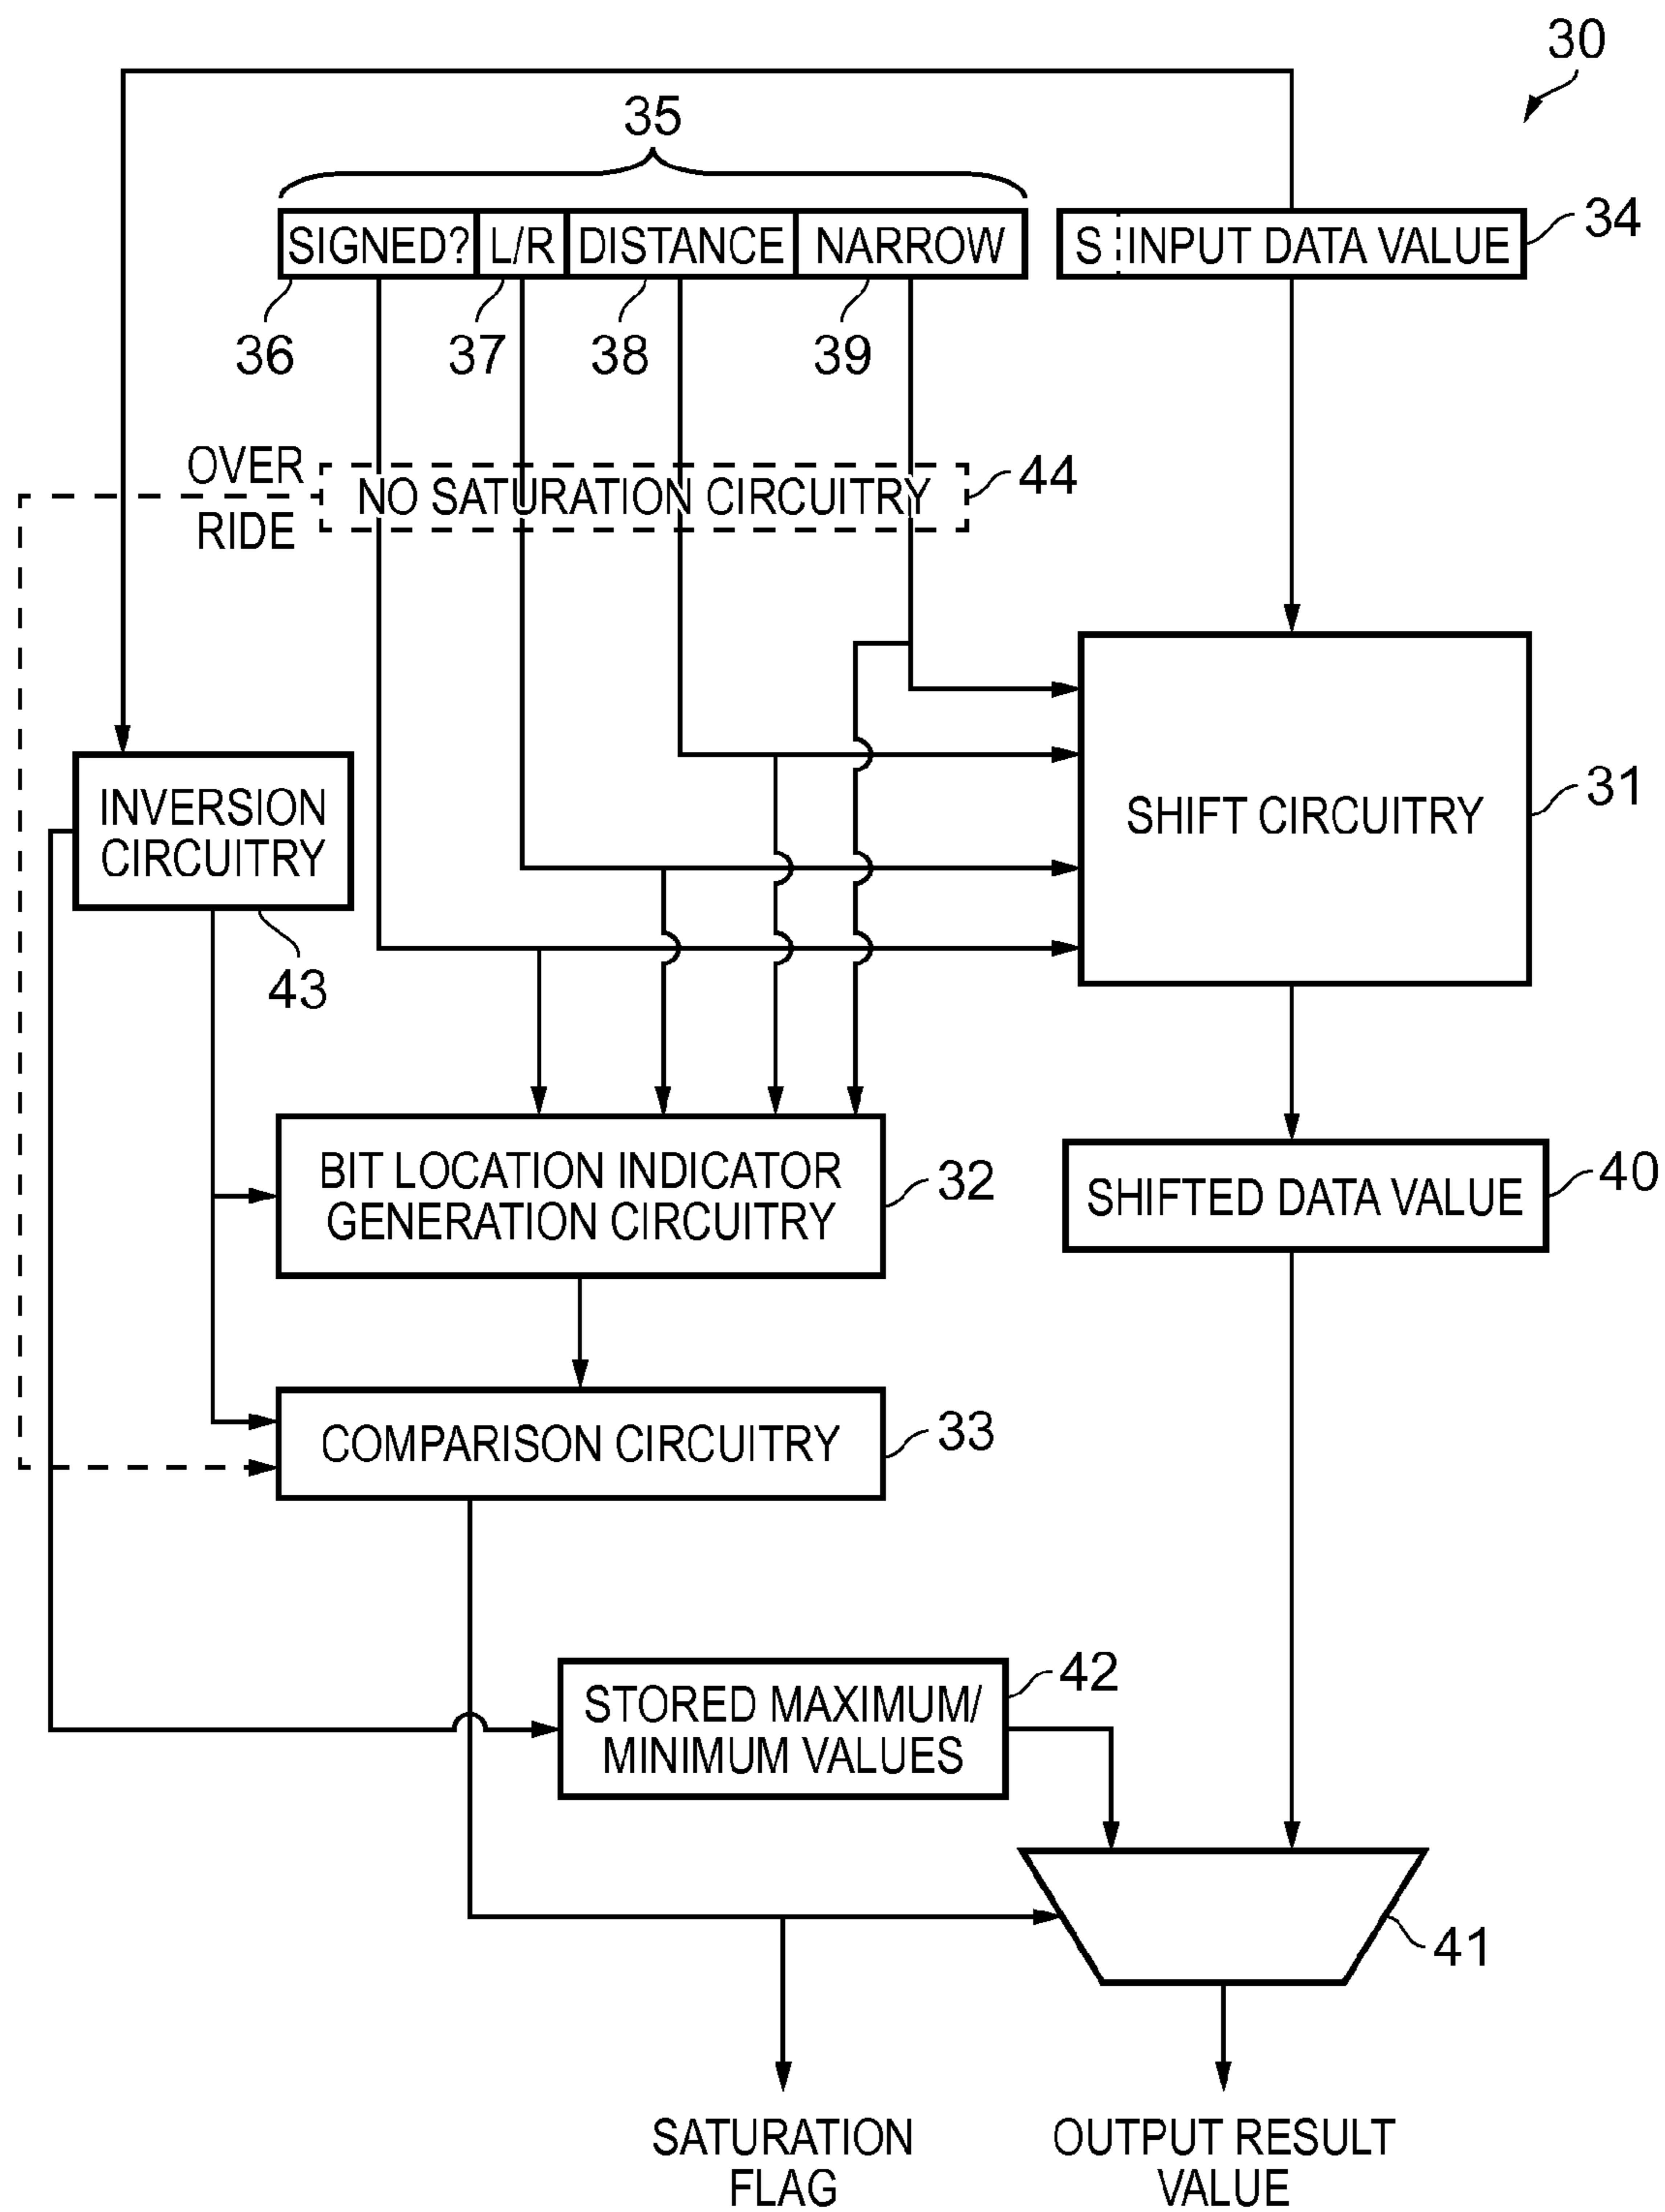 30
35
SIGNED? L/R DISTANCE NARROW
S INPUT DATA VALUE
34
36
37
38
39
OVER
RIDE
NO SATURATION CIRCUITRY
44
INVERSION
CIRCUITRY
43
SHIFT CIRCUITRY
31
BIT LOCATION INDICATOR
GENERATION CIRCUITRY
32
SHIFTED DATA VALUE
40
COMPARISON CIRCUITRY
33
STORED MAXIMUM/
MINIMUM VALUES
42
41
SATURATION
FLAG
OUTPUT RESULT
VALUE